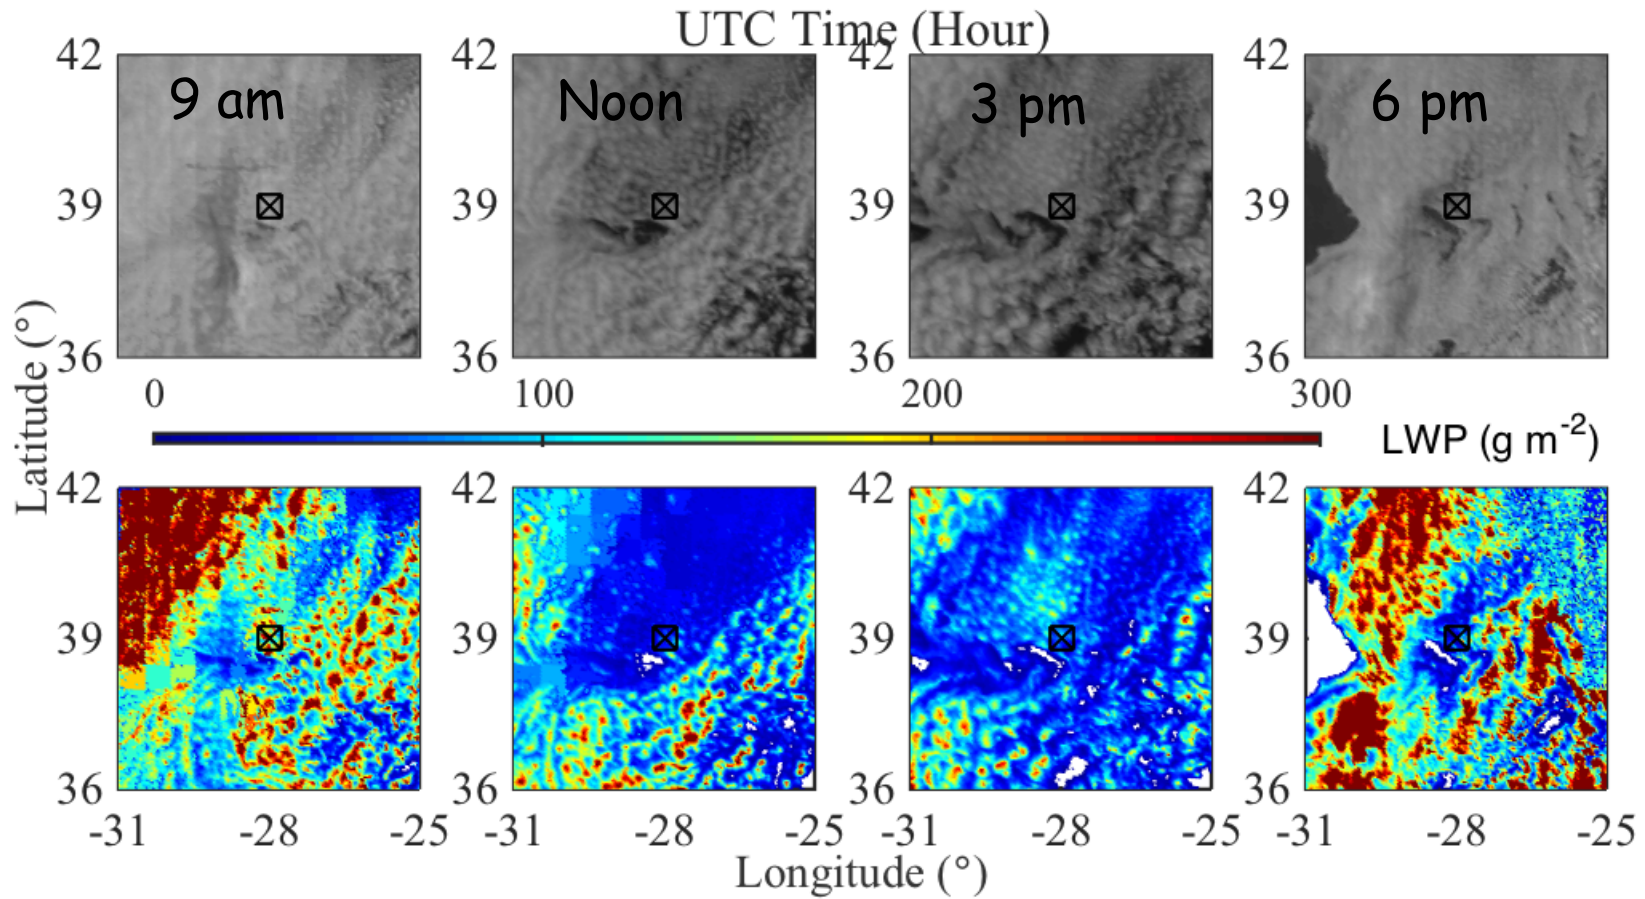 UTC Time (Hour)
42 42 42 42
9 am Noon 3 pm 6 pm
39 39 39 39
36 36 36 36
0 100 200 300
LWP (g m-2)
Latitude (°)
42 42 42 42
39 39 39 39
36 36 36 36
-31 -28 -25 -31 -28 -25 -31 -28 -25 -31 -28 -25
Longitude (°)